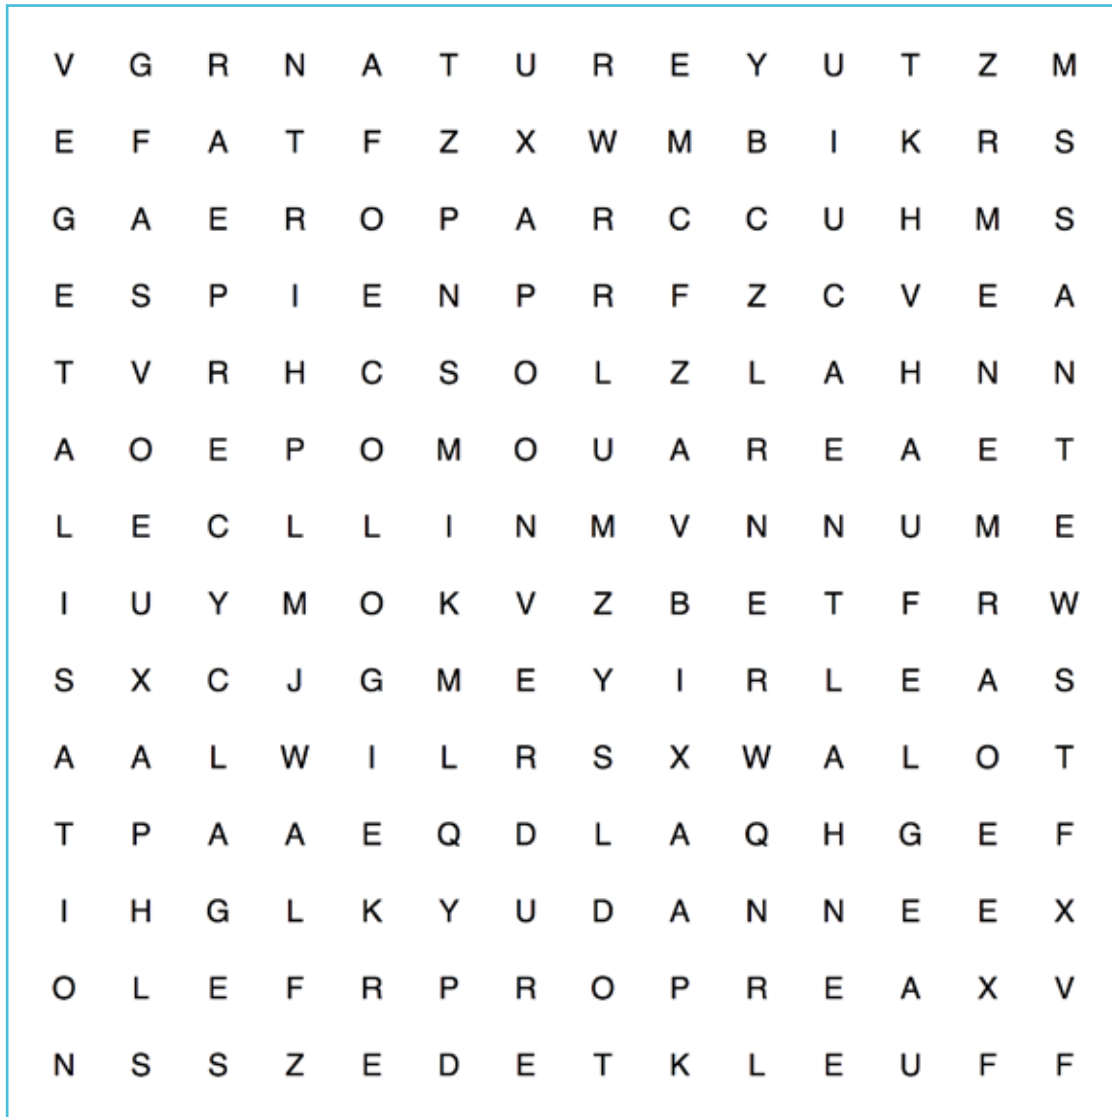 V G R N A T U R E Y U T Z M
E F A T F Z X W M B I K R S
G A E R O P A R C C U H M S
E S P I E N P R F Z C V E A
T V R H C S O L Z L A H N N
A O E P O M O U A R E A E T
L E C L L I N M V N N U M E
I U Y M O K V Z B E T F R W
S X C J G M E Y I R L E A S
A A L W I L R S X W A L O T
T P A A E Q D L A Q H G E F
I H G L K Y U D A N N E E X
O L E F R P R O P R E A X V
N S S Z E D E T K L E U F F